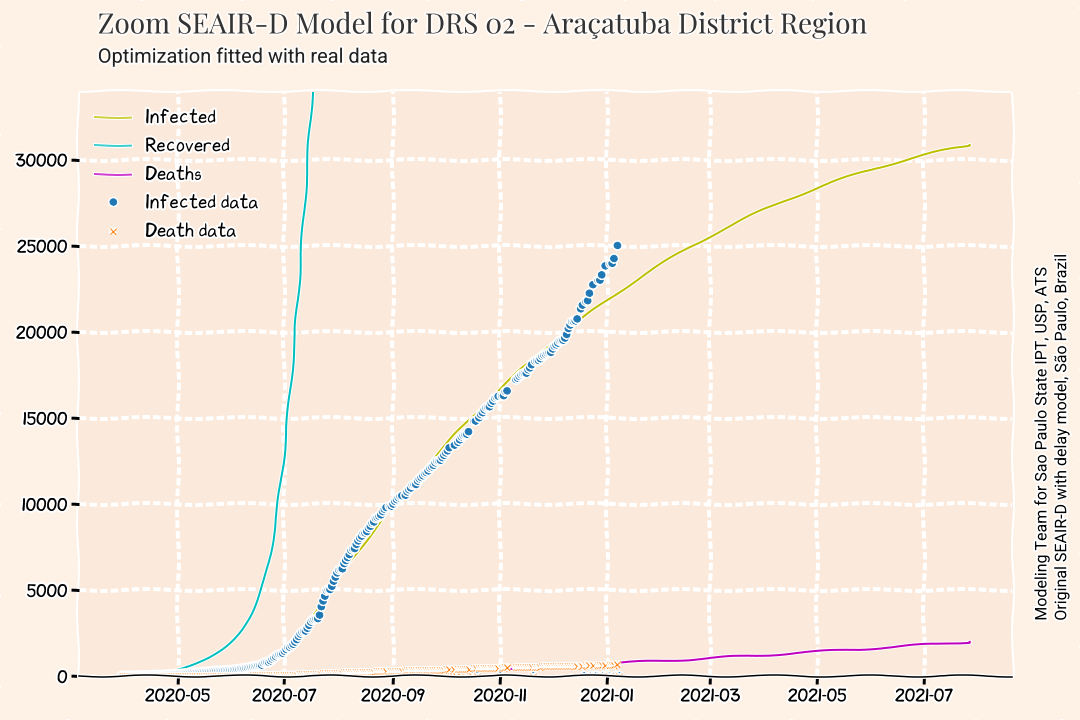 Zoom SEAIR-D Model for DRS 02 - Araçatuba District Region
Optimization fitted with real data
Infected
Recovered
Deaths
Infected data
Death data
30000
25000
20000
15000
10000
5000
0
2020-05
2020-07
2020-09
2020-11
2021-01
2021-03
2021-05
2021-07
Modeling Team for Sao Paulo State IPT, USP, ATS
Original SEAIR-D with delay model, São Paulo, Brazil